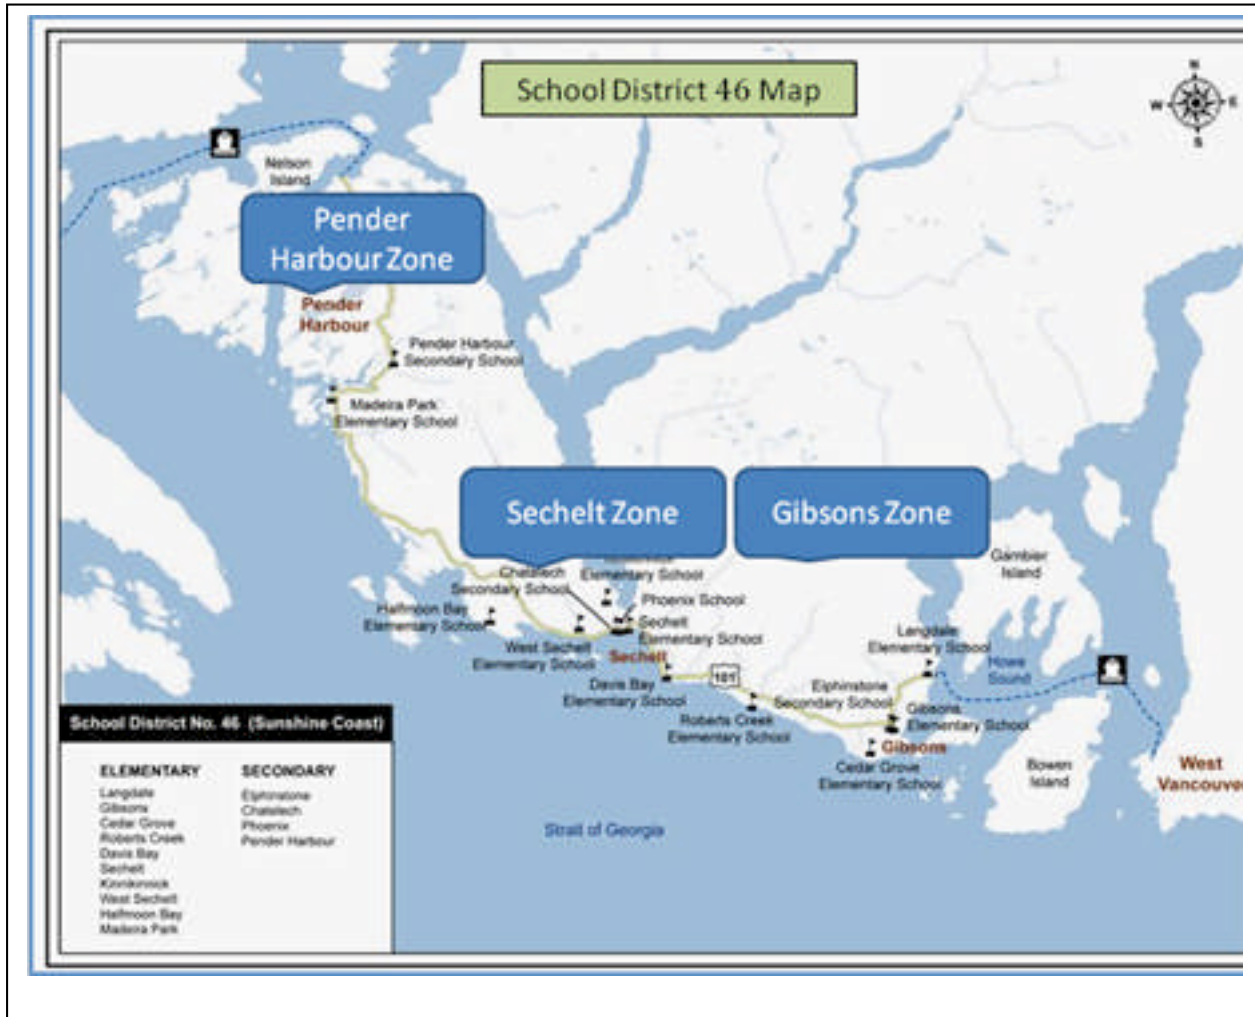 School District 46 Map
N
W
E
S
Nelson
Island
Pender
Harbour Zone
Pender
Harbour
Pender Harbour
Secondary School
Madeira Park
Elementary School
Sechelt Zone
Gibsons Zone
Elementary School
Chatalech
Secondary School
Phoenix School
Halfmoon Bay
Elementary School
Sechelt
Elementary School
West Sechelt
Elementary School
Sechelt
Davis Bay
Elementary School
101
Roberts Creek
Elementary School
Gambier
Island
Langdale
Elementary School
Howe
Sound
Elphinstone
Secondary School
Gibsons
Elementary School
Gibsons
Cedar Grove
Elementary School
Bowen
Island
West
Vancouver
Strait of Georgia
School District No. 46 (Sunshine Coast)
ELEMENTARY
Langdale
Gibsons
Cedar Grove
Roberts Creek
Davis Bay
Sechelt
Kinnikinnick
West Sechelt
Halfmoon Bay
Madeira Park
SECONDARY
Elphinstone
Chatelech
Phoenix
Pender Harbour